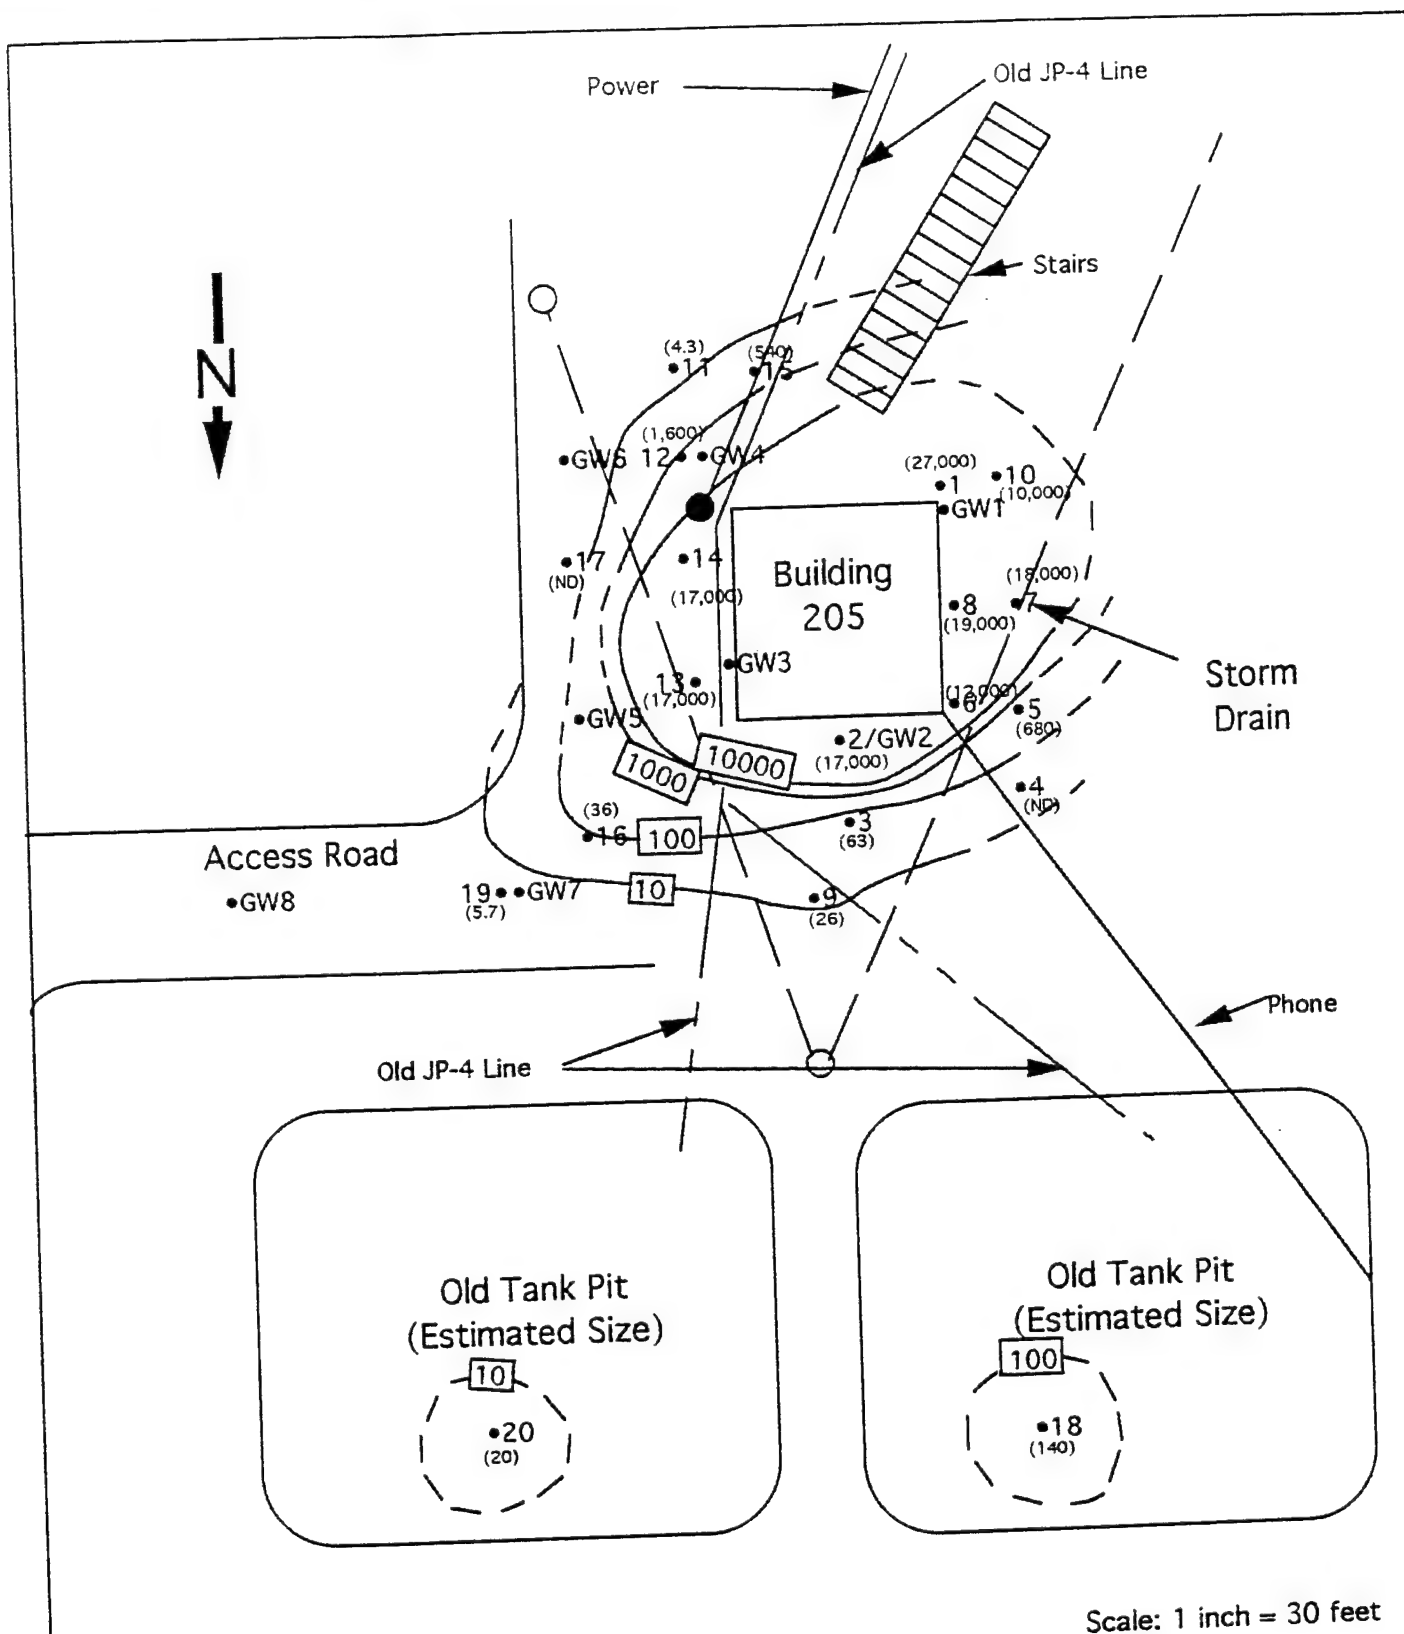 Power
Old JP-4 Line
Stairs
N
(4.3)
11
(540)
15
(1,600)
GW6
12
GW4
(27,000)
1
10
(10,000)
GW1
17
(ND)
14
(17,000)
Building
205
(18,000)
8
7
(19,000)
GW3
13
(17,000)
Storm
Drain
(12,000)
6
5
(680)
GW5
2/GW2
(17,000)
1000
10000
4
(ND)
(36)
16
100
3
(63)
Access Road
GW8
19
GW7
(5.7)
10
9
(26)
Phone
Old JP-4 Line
Old Tank Pit
(Estimated Size)
10
20
(20)
Old Tank Pit
(Estimated Size)
100
18
(140)
Scale: 1 inch = 30 feet